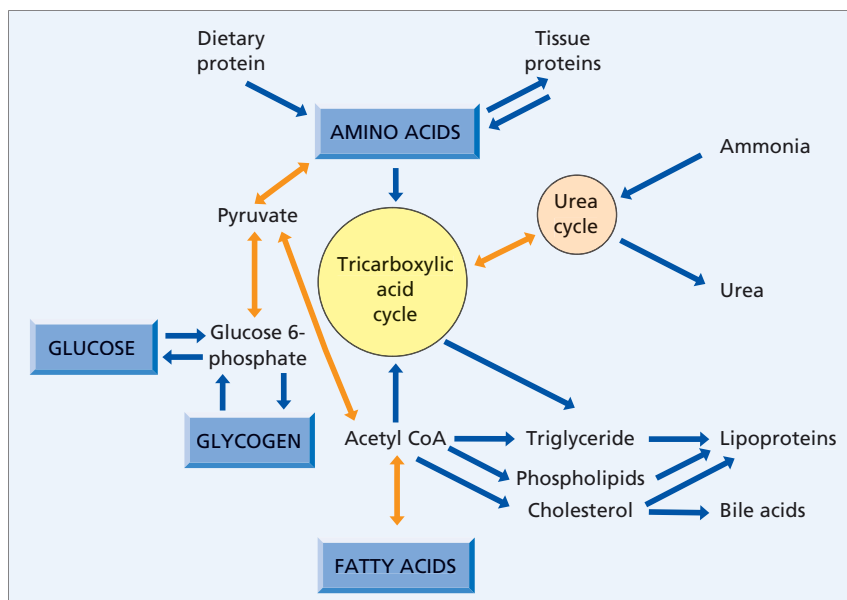 Dietary
protein
Tissue
proteins
AMINO ACIDS
Ammonia
Pyruvate
Urea
cycle
Tricarboxylic
acid
cycle
Urea
GLUCOSE
Glucose 6-
phosphate
GLYCOGEN
Acetyl CoA
Triglyceride
Lipoproteins
Phospholipids
Cholesterol
Bile acids
FATTY ACIDS